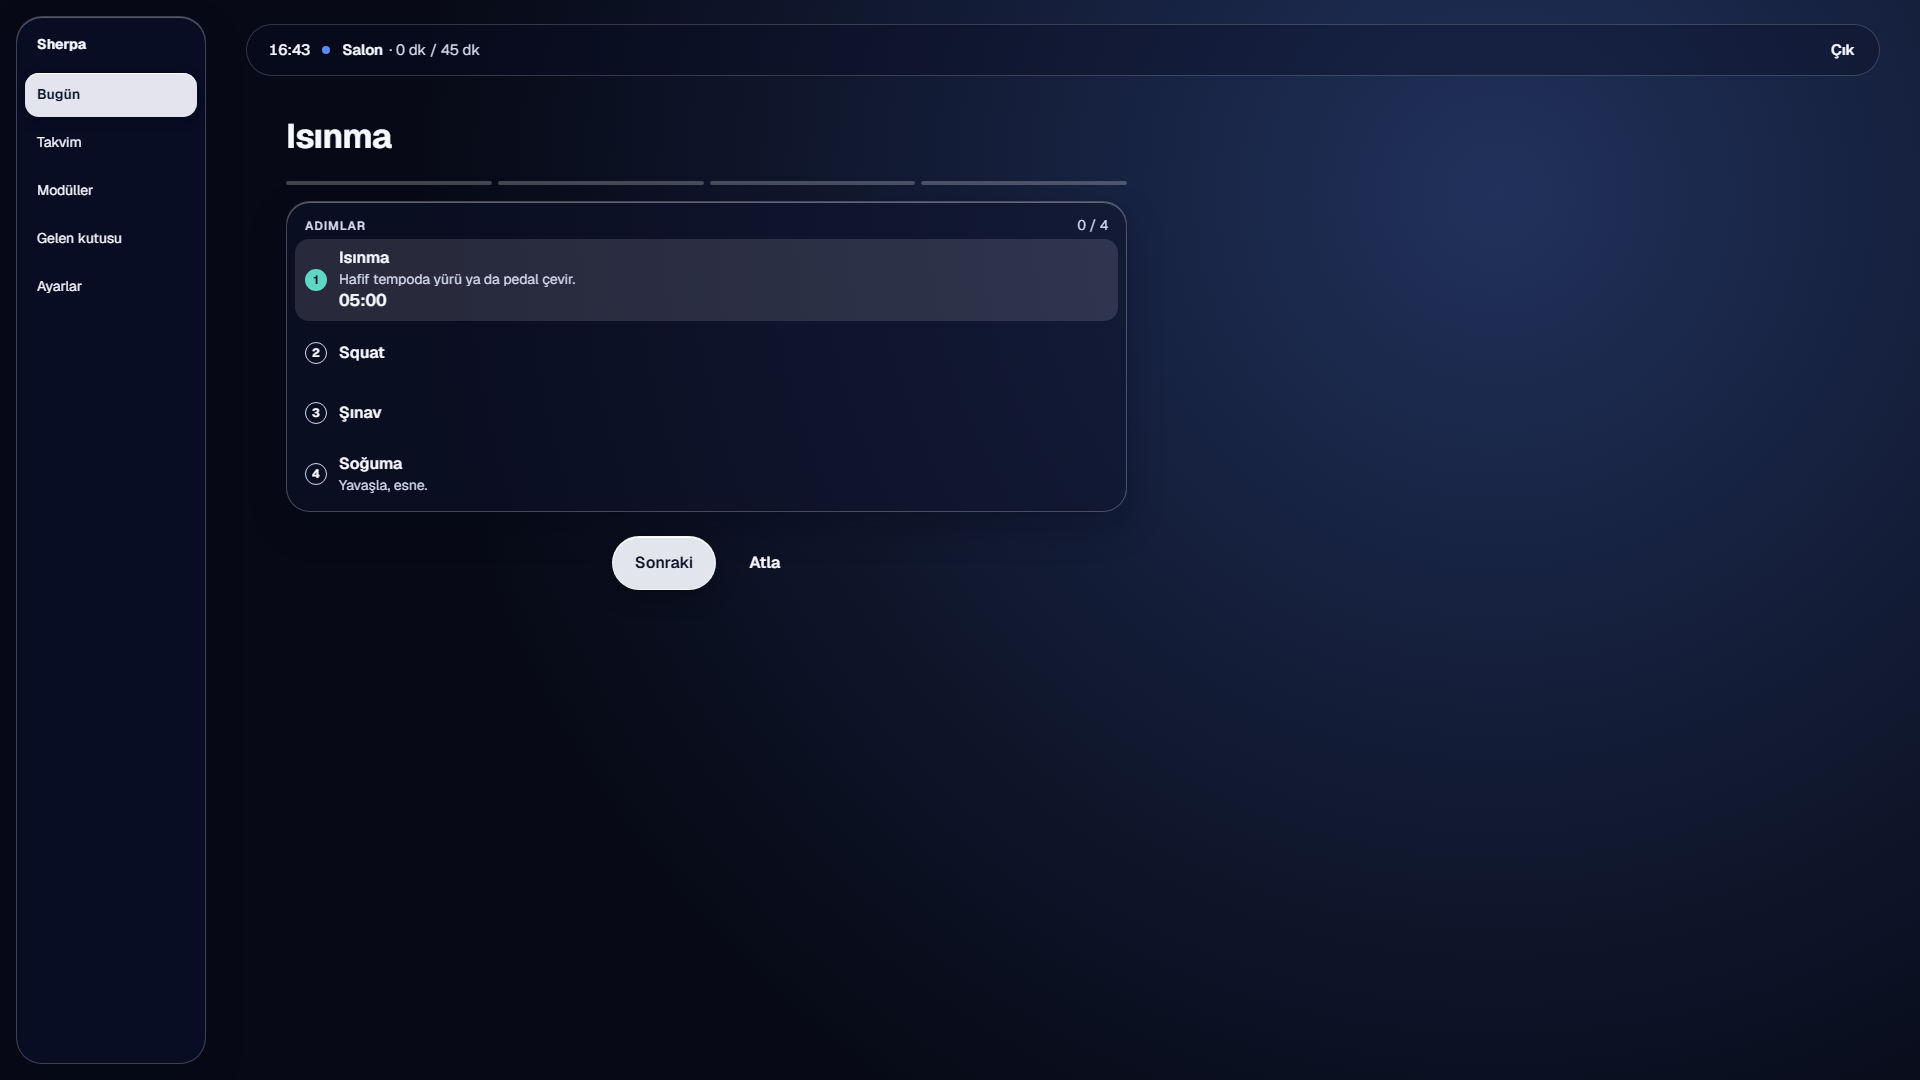 Sherpa
Bugün
Takvim
Modüller
Gelen kutusu
Ayarlar
16:43 Salon · 0 dk / 45 dk
Çık
Isınma
ADIMLAR
0 / 4
1
Isınma
Hafif tempoda yürü ya da pedal çevir.
05:00
2 Squat
3 Şınav
4
Soğuma
Yavaşla, esne.
Sonraki
Atla